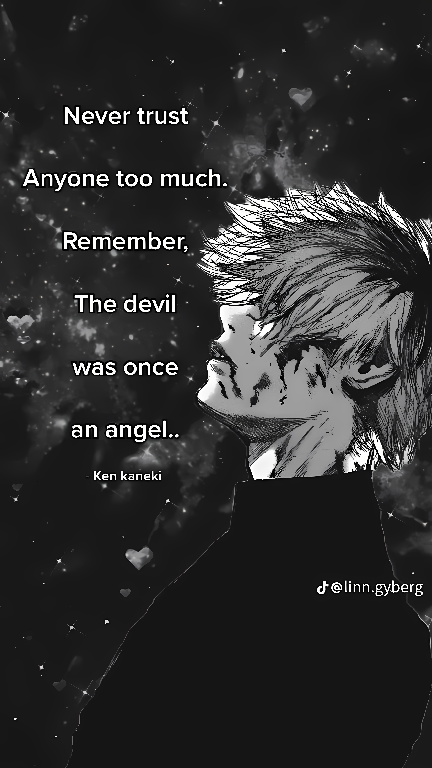 Never trust
Anyone too much.
Remember,
The devil
was once
an angel..
Ken kaneki
@linn.gyberg